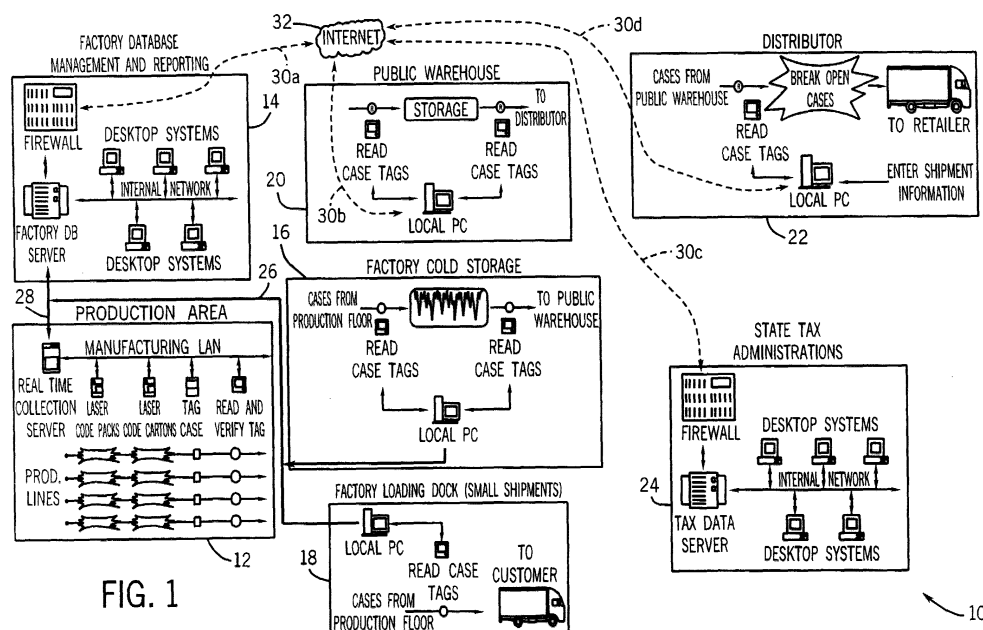 32
INTERNET
30d
FACTORY DATABASE
MANAGEMENT AND REPORTING
30a
14
FIREWALL
DESKTOP SYSTEMS
INTERNAL NETWORK
FACTORY DB
SERVER
DESKTOP SYSTEMS
PUBLIC WAREHOUSE
STORAGE
TO
DISTRIBUTOR
READ
CASE TAGS
READ
CASE TAGS
20
30b
LOCAL PC
DISTRIBUTOR
CASES FROM
PUBLIC WAREHOUSE
BREAK OPEN
CASES
READ
CASE TAGS
TO RETAILER
ENTER SHIPMENT
INFORMATION
LOCAL PC
22
16
26
28
FACTORY COLD STORAGE
CASES FROM
PRODUCTION FLOOR
TO PUBLIC
WAREHOUSE
READ
CASE TAGS
READ
CASE TAGS
LOCAL PC
30c
PRODUCTION AREA
MANUFACTURING LAN
REAL TIME
COLLECTION
SERVER
LASER
CODE PACKS
LASER
CODE CARTONS
TAG
CASE
READ AND
VERIFY TAG
PROD.
LINES
12
STATE TAX
ADMINISTRATIONS
FIREWALL
DESKTOP SYSTEMS
24
INTERNAL NETWORK
TAX DATA
SERVER
DESKTOP SYSTEMS
FACTORY LOADING DOCK (SMALL SHIPMENTS)
LOCAL PC
18
READ CASE
TAGS
TO
CUSTOMER
CASES FROM
PRODUCTION FLOOR
FIG. 1
10